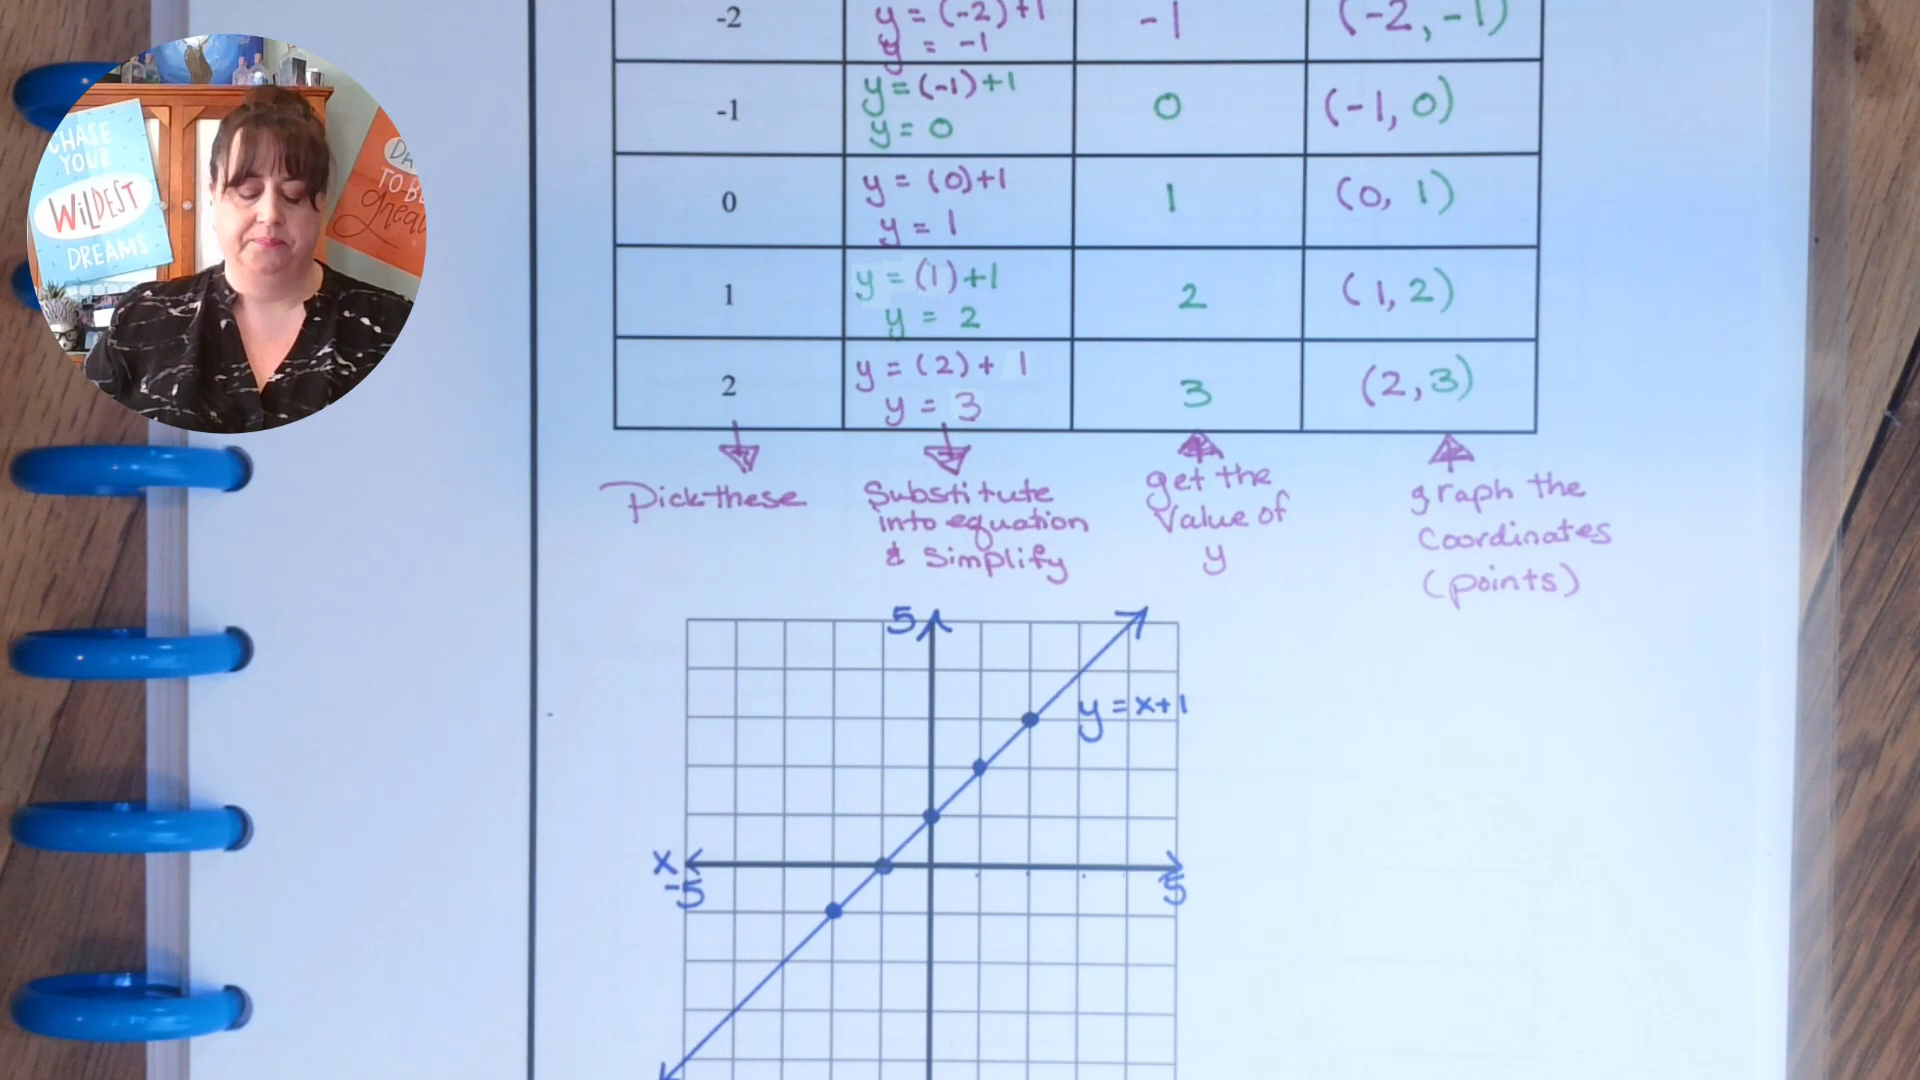 -2
y = (-2) +1
y = -1
-1
(-2, -1)
-1
y = (-1) +1
y = 0
0
(-1, 0)
0
y = (0)+1
y = 1
1
(0, 1)
1
y = (1) +1
y = 2
2
(1, 2)
2
y = (2) + 1
y = 3
3
(2, 3)
Pick these
Substitute
into equation
& Simplify
get the
Value of
y
graph the
Coordinates
(points)
5
y = x+1
x
-5
5
CHASE
YOUR
WILDEST
DREAMS
TO BE
great